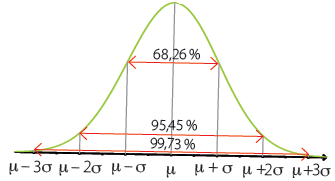 68,26 %
95,45 %
99,73 %
μ – 3σ μ – 2σ μ – σ μ μ + σ μ +2σ μ+3σ